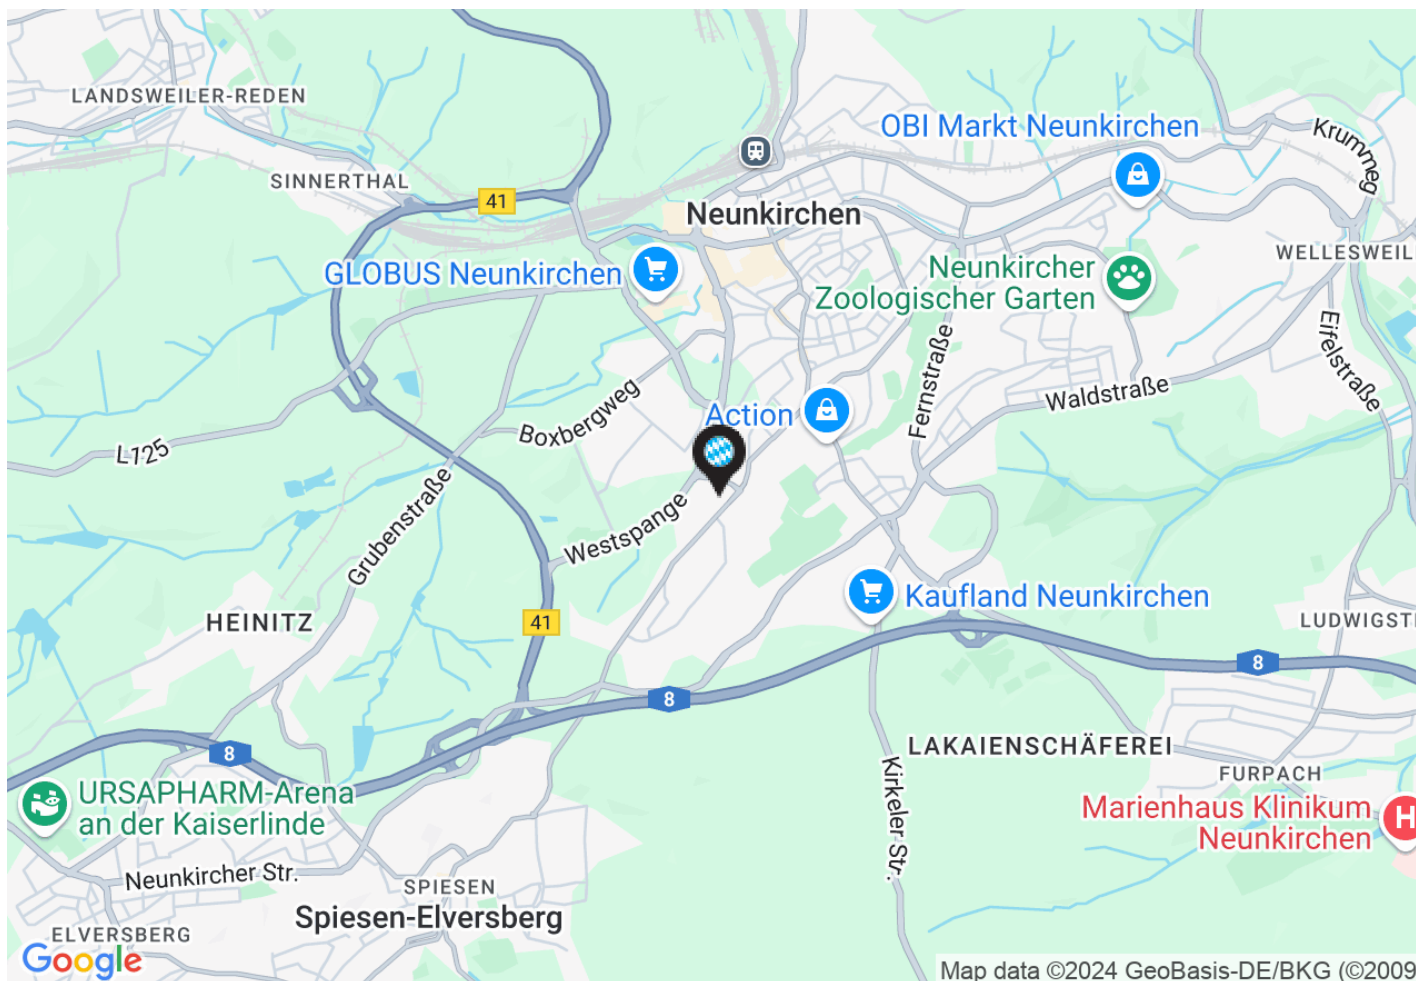 LANDSWEILER-REDEN
OBI Markt Neunkirchen
Krummeg
SINNERTHAL
41
Neunkirchen
WELLESWEIL
GLOBUS Neunkirchen
Neunkircher
Zoologischer Garten
Eifelstraße
Fernstraße
Waldstraße
Boxbergweg
Action
L125
Grubenstraße
Westspange
Kaufland Neunkirchen
HEINITZ
41
LUDWIGST
8
8
8
LAKAIENSCHÄFEREI
FURPACH
Kirkeler Str.
URSAPHARM-Arena
an der Kaiserlinde
Marienhaus Klinikum
Neunkirchen
H
Neunkircher Str.
SPIESEN
Spiesen-Elversberg
ELVERSBERG
Google
Map data ©2024 GeoBasis-DE/BKG (©2009